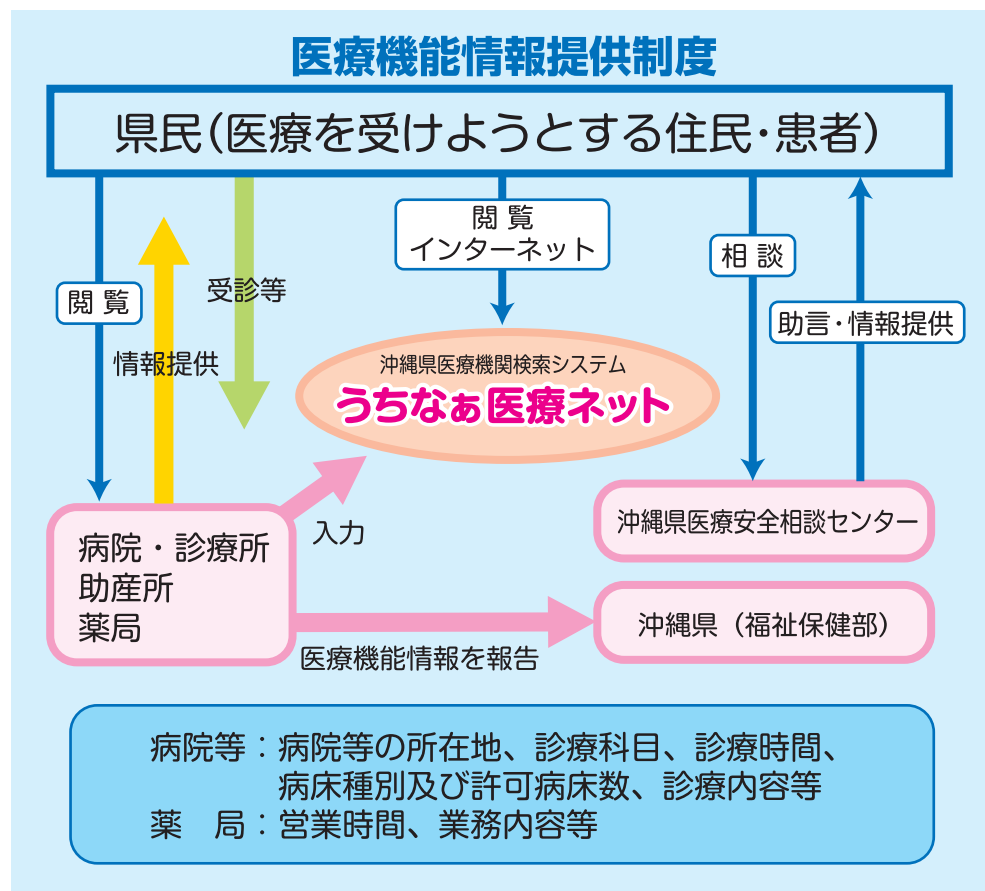 医療機能情報提供制度
県民（医療を受けようとする住民・患者）
閲覧
インターネット
相談
閲覧
受診等
助言・情報提供
情報提供
沖縄県医療機関検索システム
うちなぁ医療ネット
入力
沖縄県医療安全相談センター
病院・診療所
助産所
薬局
沖縄県（福祉保健部）
医療機能情報を報告
病院等：病院等の所在地、診療科目、診療時間、
病床種別及び許可病床数、診療内容等
薬　局：営業時間、業務内容等